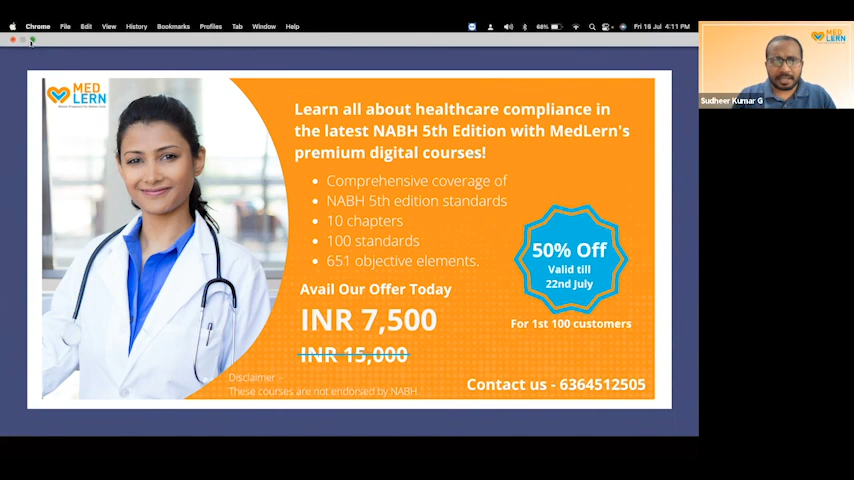 Chrome File Edit View History Bookmarks Profiles Tab Window Help
68% Fri 16 Jul 4:11 PM
MED
LERN
Learn all about healthcare compliance in
the latest NABH 5th Edition with MedLern's
premium digital courses!
Comprehensive coverage of
NABH 5th edition standards
10 chapters
100 standards
651 objective elements.
50% Off
Valid till
22nd July
For 1st 100 customers
Avail Our Offer Today
INR 7,500
INR 15,000
Disclaimer :-
These courses are not endorsed by NABH.
Contact us - 6364512505
MED
LERN
Sudheer Kumar G